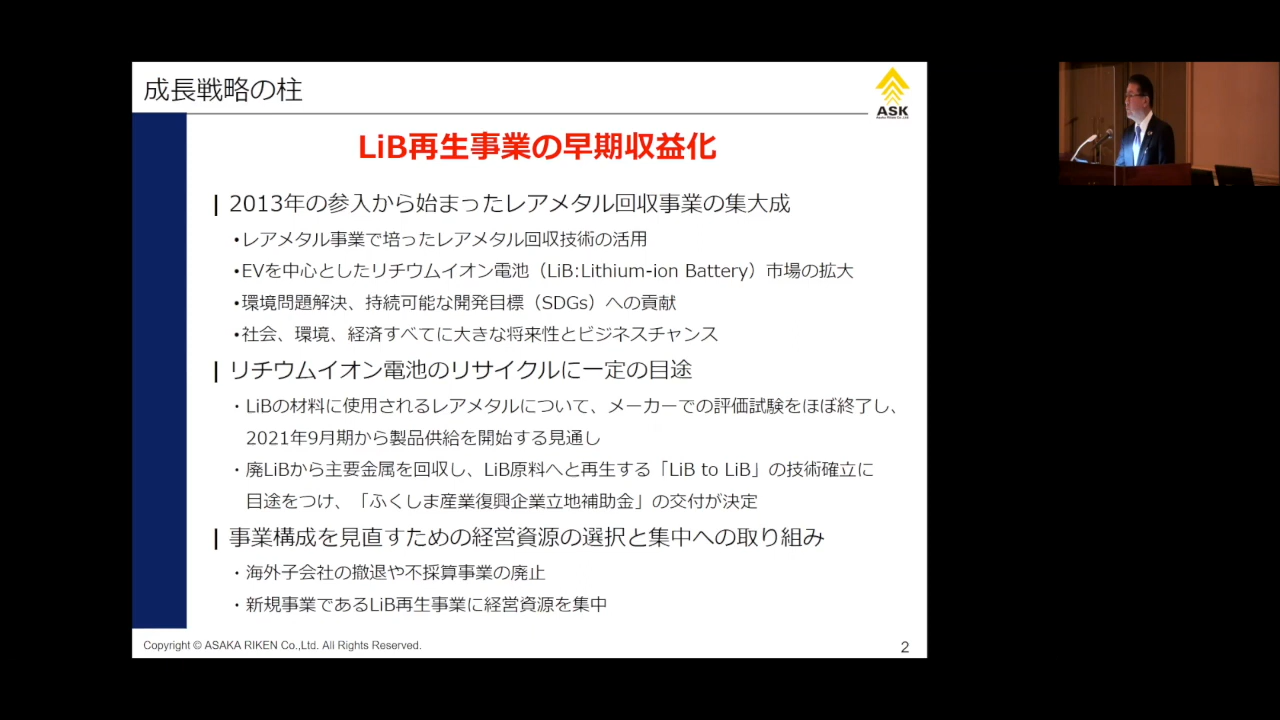 成長戦略の柱
ASK
Asaka Riken Co., Ltd.
LiB再生事業の早期収益化
2013年の参入から始まったレアメタル回収事業の集大成
•レアメタル事業で培ったレアメタル回収技術の活用
•EVを中心としたリチウムイオン電池（LiB:Lithium-ion Battery）市場の拡大
•環境問題解決、持続可能な開発目標（SDGs）への貢献
•社会、環境、経済すべてに大きな将来性とビジネスチャンス
リチウムイオン電池のリサイクルに一定の目途
・LiBの材料に使用されるレアメタルについて、メーカーでの評価試験をほぼ終了し、
2021年9月期から製品供給を開始する見通し
・廃LiBから主要金属を回収し、LiB原料へと再生する「LiB to LiB」の技術確立に
目途をつけ、「ふくしま産業復興企業立地補助金」の交付が決定
事業構成を見直すための経営資源の選択と集中への取り組み
・海外子会社の撤退や不採算事業の廃止
・新規事業であるLiB再生事業に経営資源を集中
Copyright © ASAKA RIKEN Co.,Ltd. All Rights Reserved.
2